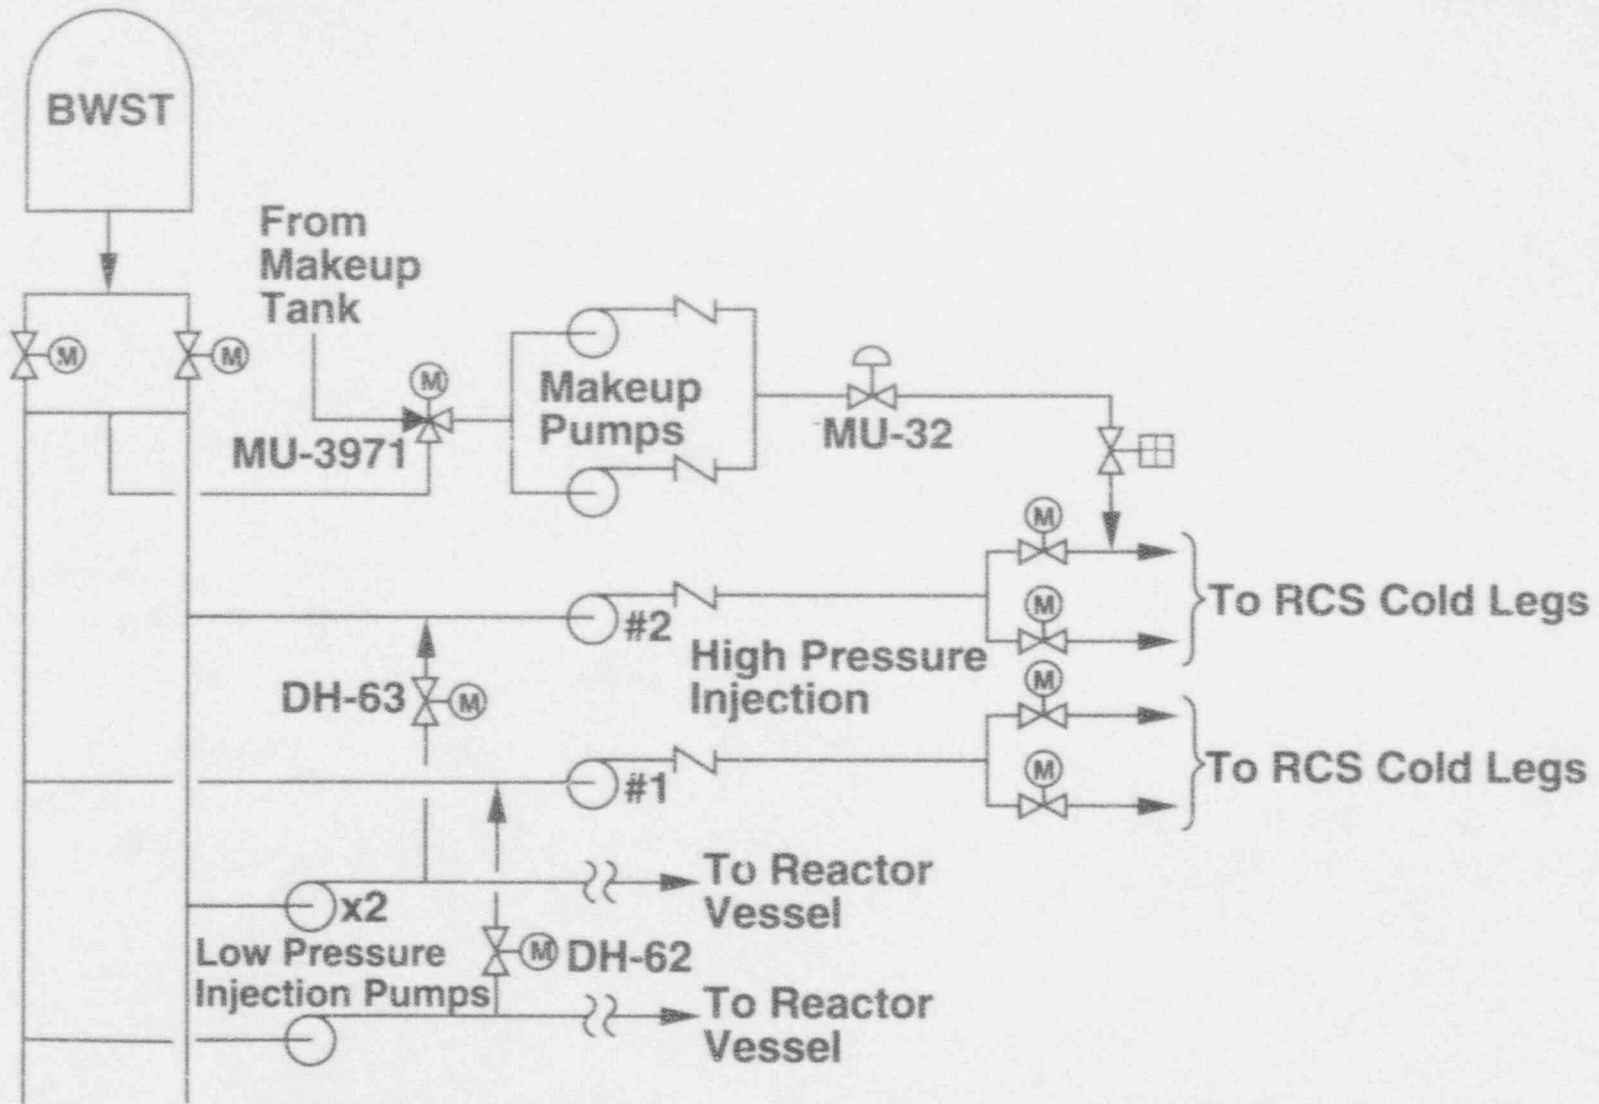 BWST
From
Makeup
Tank
M
M
M
MU-3971
Makeup
Pumps
MU-32
M
M
#2
To RCS Cold Legs
High Pressure
Injection
DH-63
M
M
M
#1
To RCS Cold Legs
x2
To Reactor
Vessel
Low Pressure
Injection Pumps
M
DH-62
To Reactor
Vessel